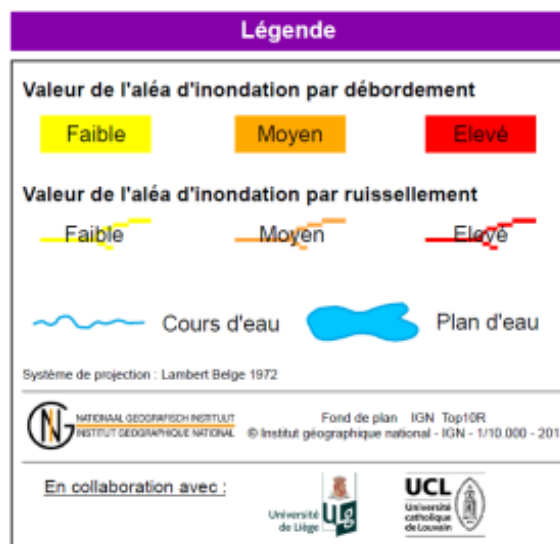 Légende
Valeur de l'aléa d'inondation par débordement
Faible Moyen Elevé
Valeur de l'aléa d'inondation par ruissellement
Faible Moyen Elevé
Cours d'eau Plan d'eau
Système de projection : Lambert Belge 1972
NGI NATIONAAL GEOGRAFISCH INSTITUUT
INSTITUT GEOGRAPHIQUE NATIONAL
Fond de plan IGN Top10R
© Institut géographique national - IGN - 1/10.000 - 201
En collaboration avec :
Université
de Liège
UCL
Université
catholique
de Louvain